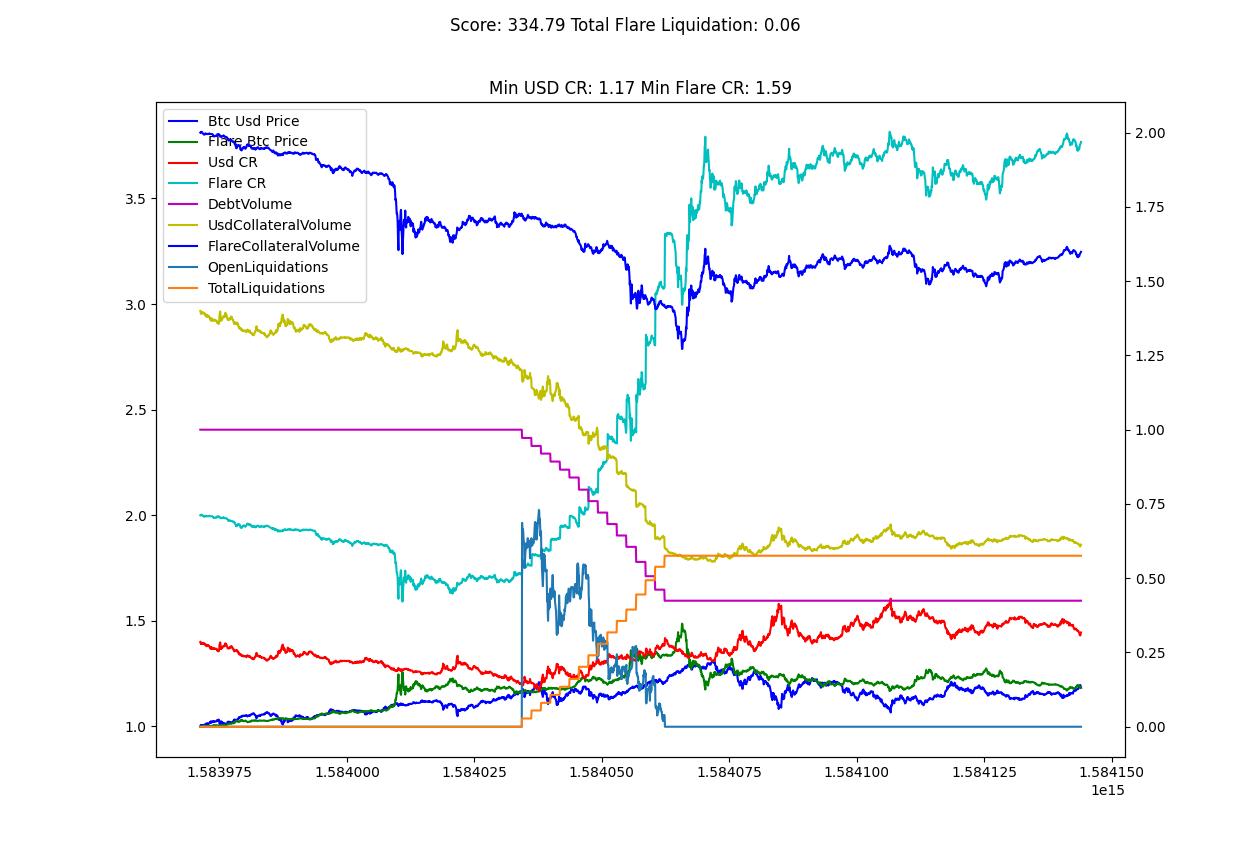 Score: 334.79 Total Flare Liquidation: 0.06
Min USD CR: 1.17 Min Flare CR: 1.59
Btc Usd Price
Flare Btc Price
Usd CR
Flare CR
DebtVolume
UsdCollateralVolume
FlareCollateralVolume
OpenLiquidations
TotalLiquidations
3.5
3.0
2.5
2.0
1.5
1.0
2.00
1.75
1.50
1.25
1.00
0.75
0.50
0.25
0.00
1.583975 1.584000 1.584025 1.584050 1.584075 1.584100 1.584125 1.584150
1e15